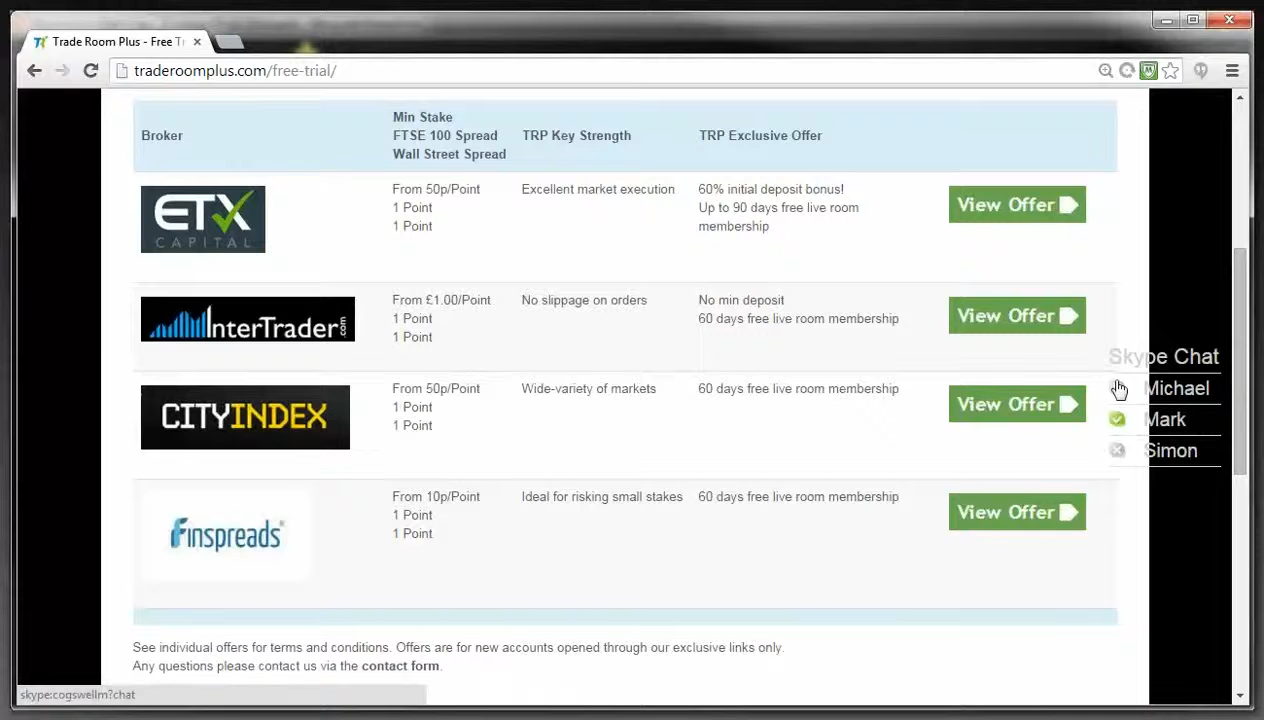 Trade Room Plus - Free Tr
traderoomplus.com/free-trial/
Broker
Min Stake
FTSE 100 Spread
Wall Street Spread
TRP Key Strength
TRP Exclusive Offer
ETX
CAPITAL
From 50p/Point
1 Point
1 Point
Excellent market execution
60% initial deposit bonus!
Up to 90 days free live room
membership
View Offer
InterTrader.com
From £1.00/Point
1 Point
1 Point
No slippage on orders
No min deposit
60 days free live room membership
View Offer
CITYINDEX
From 50p/Point
1 Point
1 Point
Wide-variety of markets
60 days free live room membership
View Offer
Finspreads
From 10p/Point
1 Point
1 Point
Ideal for risking small stakes
60 days free live room membership
View Offer
Skype Chat
Michael
Mark
Simon
See individual offers for terms and conditions. Offers are for new accounts opened through our exclusive links only.
Any questions please contact us via the contact form.
skype:cogswellm?chat